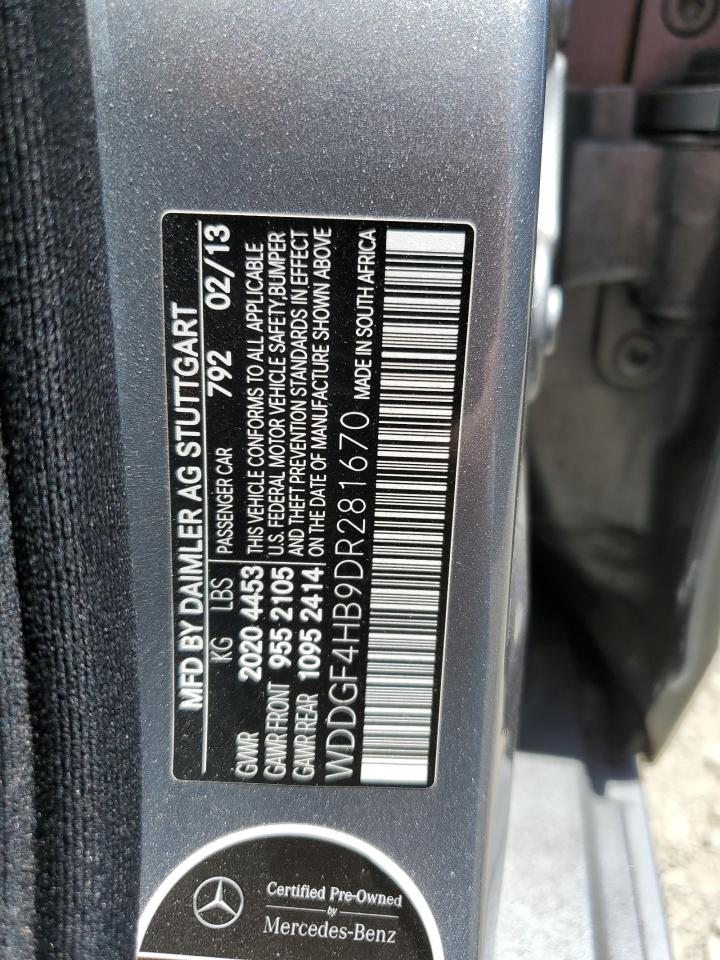 MFD BY DAIMLER AG STUTTGART
KG LBS PASSENGER CAR 792 02/13
GWR 2020 4453 THIS VEHICLE CONFORMS TO ALL APPLICABLE
GAWR FRONT 955 2105 U.S. FEDERAL MOTOR VEHICLE SAFETY,BUMPER
GAWR REAR 1095 2414 AND THEFT PREVENTION STANDARDS IN EFFECT
ON THE DATE OF MANUFACTURE SHOWN ABOVE
WDDGF4HB9DR281670 MADE IN SOUTH AFRICA
Certified Pre-Owned
by
Mercedes-Benz